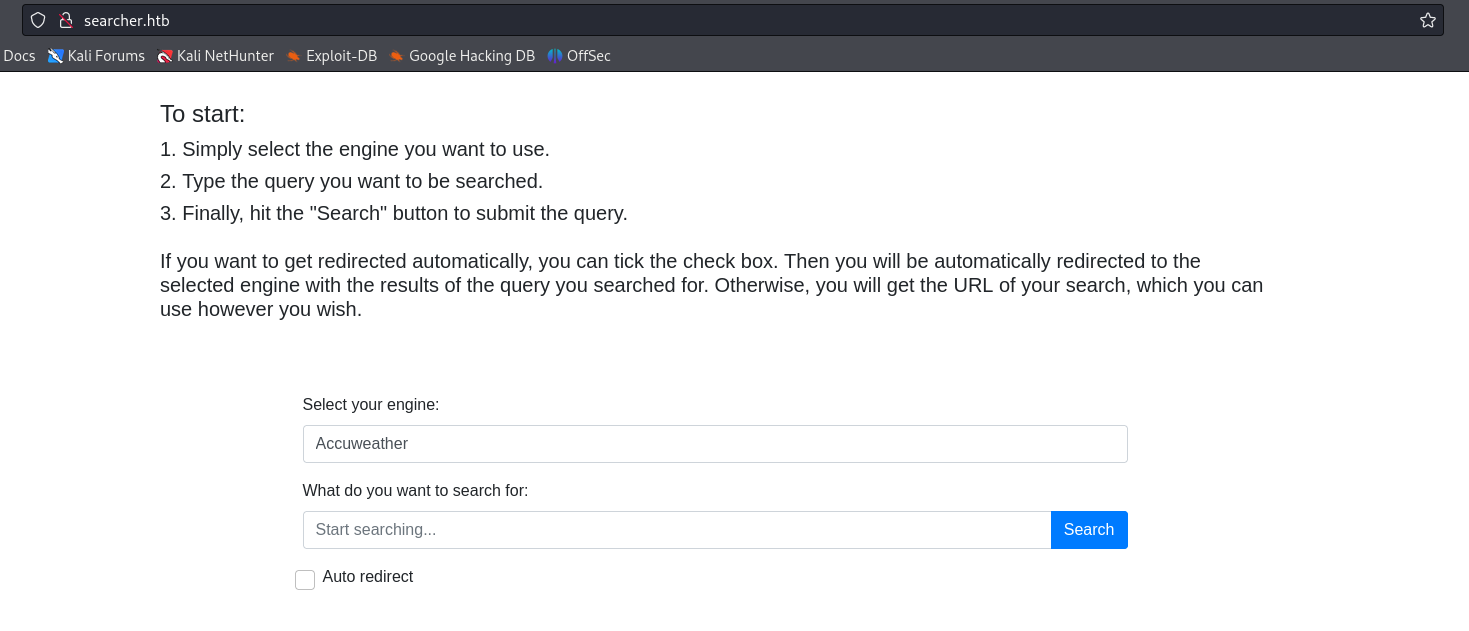 searcher.htb
Docs Kali Forums Kali NetHunter Exploit-DB Google Hacking DB OffSec
To start:
1. Simply select the engine you want to use.
2. Type the query you want to be searched.
3. Finally, hit the "Search" button to submit the query.
If you want to get redirected automatically, you can tick the check box. Then you will be automatically redirected to the
selected engine with the results of the query you searched for. Otherwise, you will get the URL of your search, which you can
use however you wish.
Select your engine:
Accuweather
What do you want to search for:
Start searching... Search
Auto redirect